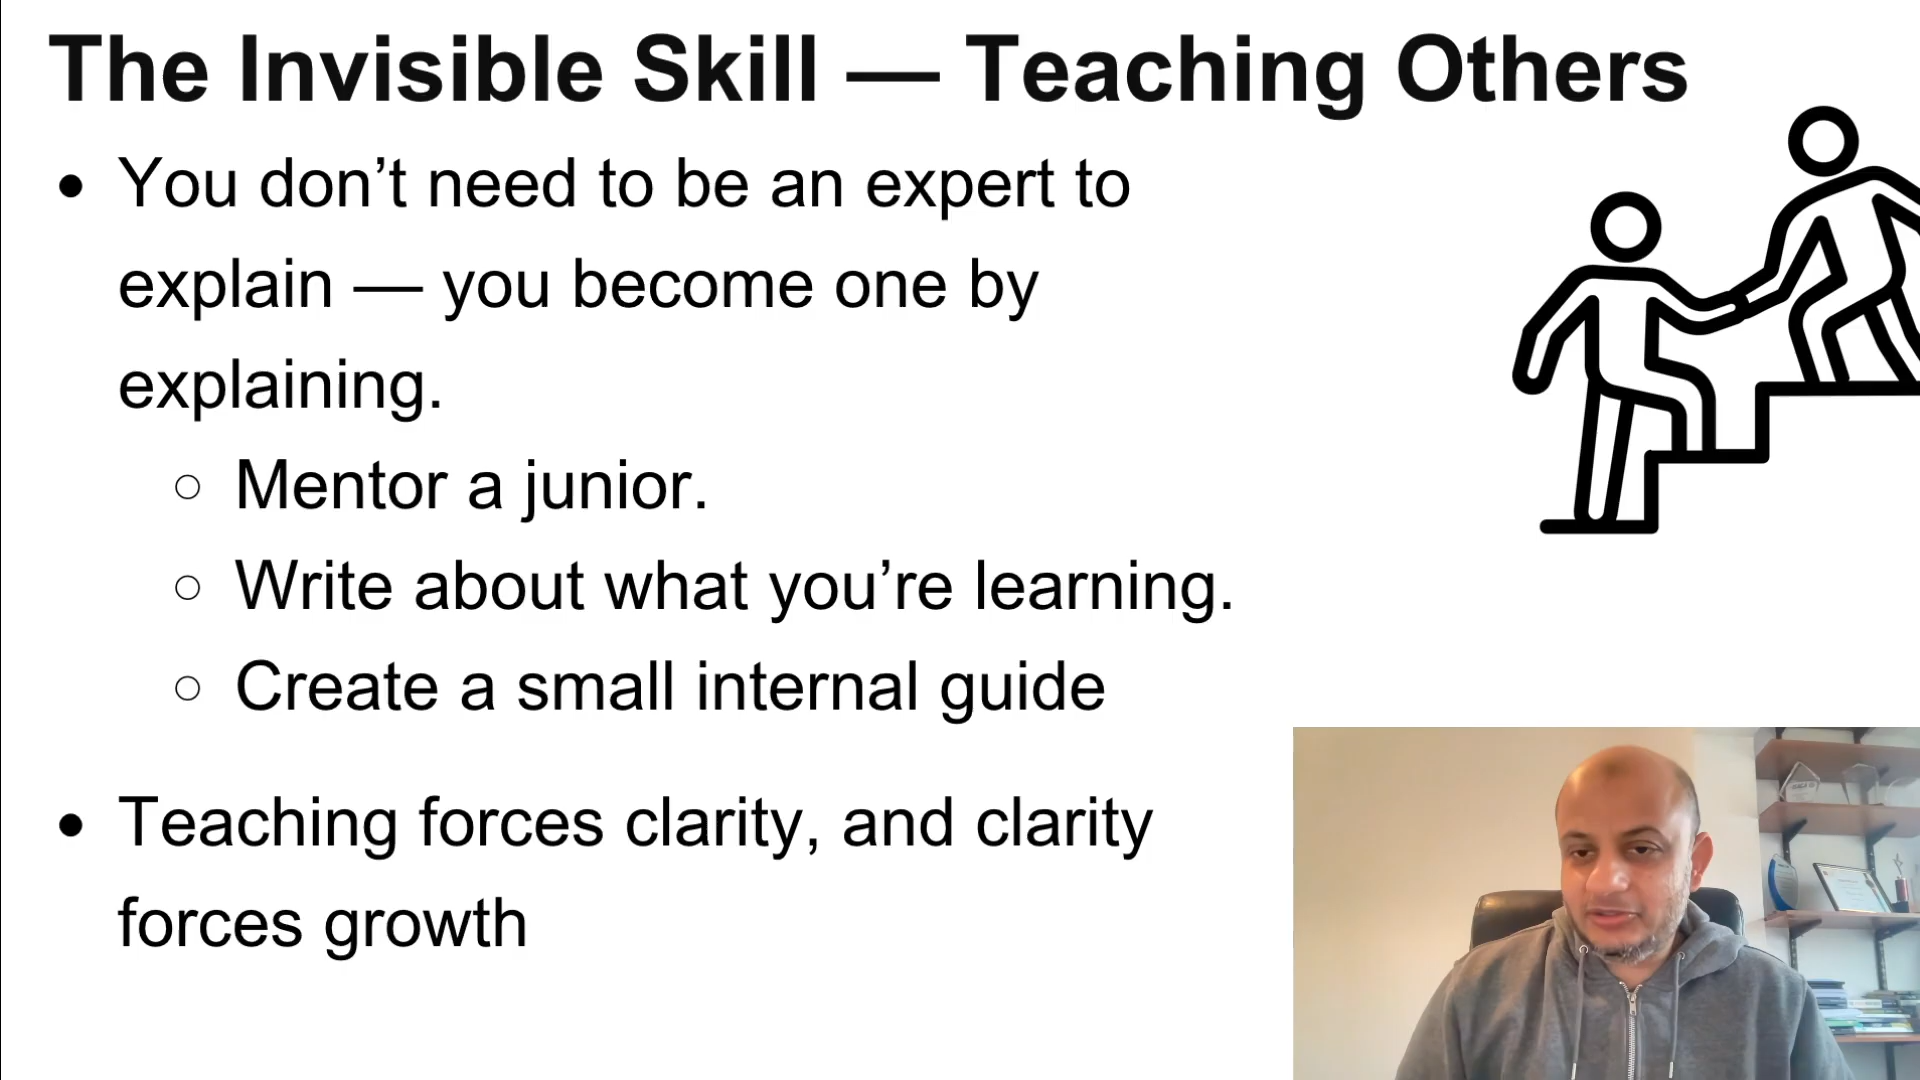 The Invisible Skill — Teaching Others
• You don’t need to be an expert to
explain — you become one by
explaining.
○ Mentor a junior.
○ Write about what you’re learning.
○ Create a small internal guide
• Teaching forces clarity, and clarity
forces growth